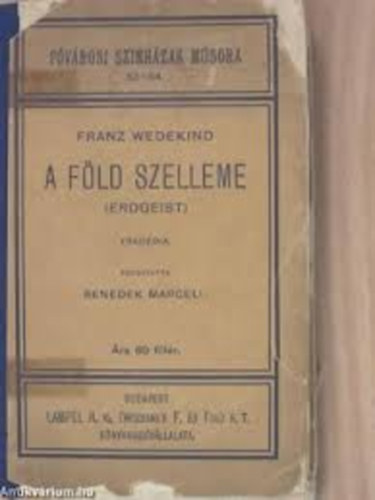 FŐVÁROSI SZINHÁZAK MŰSORA
FRANZ WEDEKIND
A FÖLD SZELLEME
(ERDGEIST)
TRAGÉDIA
FORDITOTTA
BENEDEK MARCELL
Ára 60 fillér.
BUDAPEST
LAMPEL R. K. (WODIANER F. ÉS FIAI) R. T.
KÖNYVKIADÓVÁLLALATA.
Antikvarium.hu